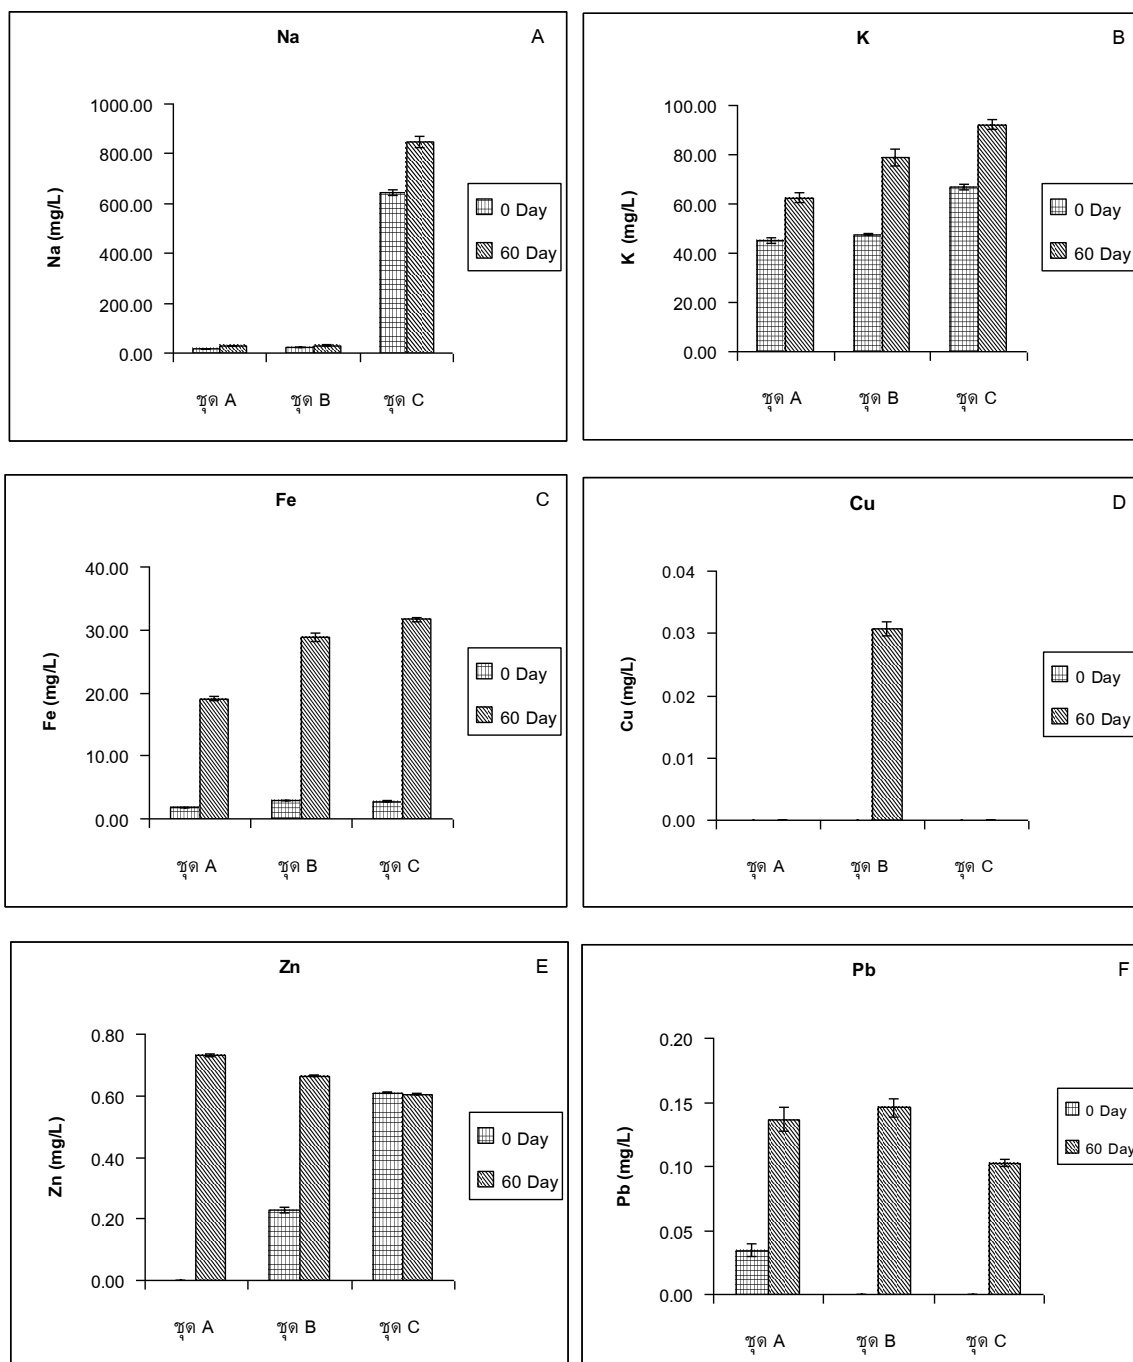 Na
A
1000.00
800.00
600.00
400.00
200.00
0.00
Na (mg/L)
ชุด A
ชุด B
ชุด C
0 Day
60 Day
K
B
100.00
80.00
60.00
40.00
20.00
0.00
K (mg/L)
ชุด A
ชุด B
ชุด C
0 Day
60 Day
Fe
C
40.00
30.00
20.00
10.00
0.00
Fe (mg/L)
ชุด A
ชุด B
ชุด C
0 Day
60 Day
Cu
D
0.04
0.03
0.02
0.01
0.00
Cu (mg/L)
ชุด A
ชุด B
ชุด C
0 Day
60 Day
Zn
E
0.80
0.60
0.40
0.20
0.00
Zn (mg/L)
ชุด A
ชุด B
ชุด C
0 Day
60 Day
Pb
F
0.20
0.15
0.10
0.05
0.00
Pb (mg/L)
ชุด A
ชุด B
ชุด C
0 Day
60 Day